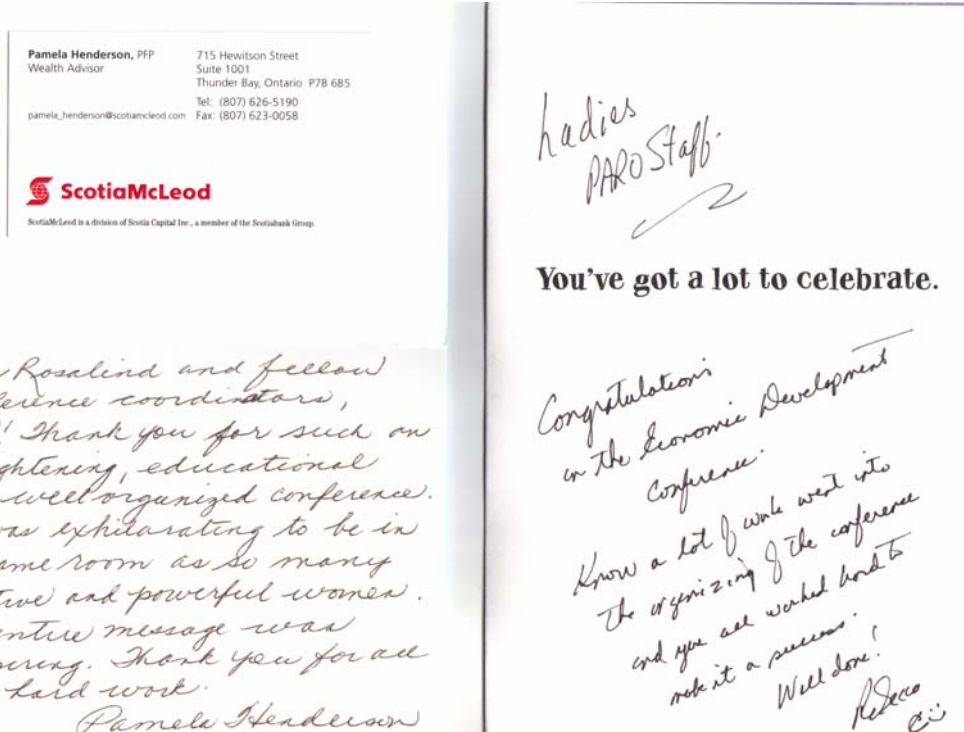 Pamela Henderson, PFP
Wealth Advisor
pamela_henderson@scotiamcleod.com
715 Hewitson Street
Suite 1001
Thunder Bay, Ontario P7B 6B5
Tel: (807) 626-5190
Fax: (807) 623-0058
ScotiaMcLeod
ScotiaMcLeod is a division of Scotia Capital Inc., a member of the Scotiabank Group.
Rosalind and fellow
ference coordinators,
! Thank you for such an
ghtening, educational
well organized conference.
as exhilarating to be in
ame room as so many
tive and powerful women.
entire message was
iring. Thank you for all
hard work.
Pamela Henderson
Ladies
PARO Staff.
You've got a lot to celebrate.
Congratulations
on the Economic Development
Conference.
Know a lot of work went into
the organizing of the conference
and you all worked hard to
make it a success.
Well done!